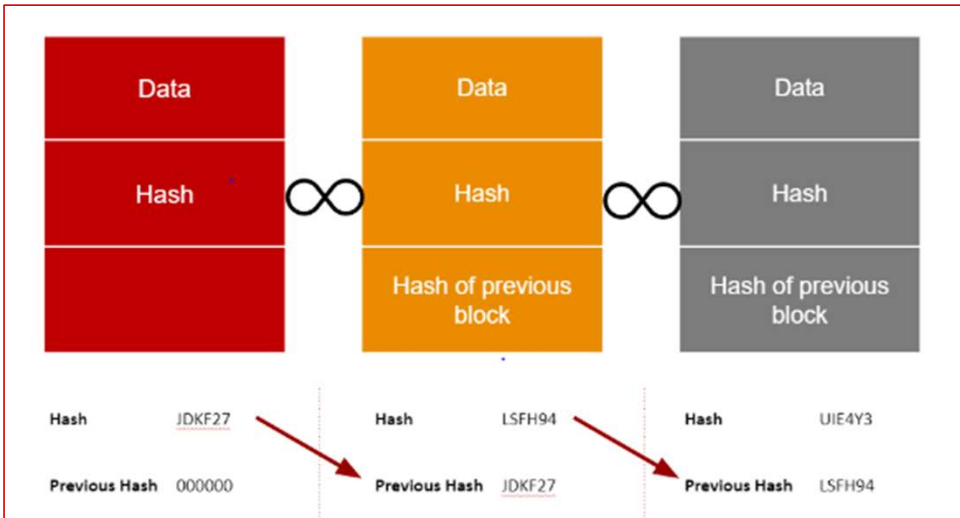 Data
Data
Data
Hash
Hash
Hash
Hash of previous
block
Hash of previous
block
Hash JDKF27
Hash LSFH94
Hash UIE4Y3
Previous Hash 000000
Previous Hash JDKF27
Previous Hash LSFH94